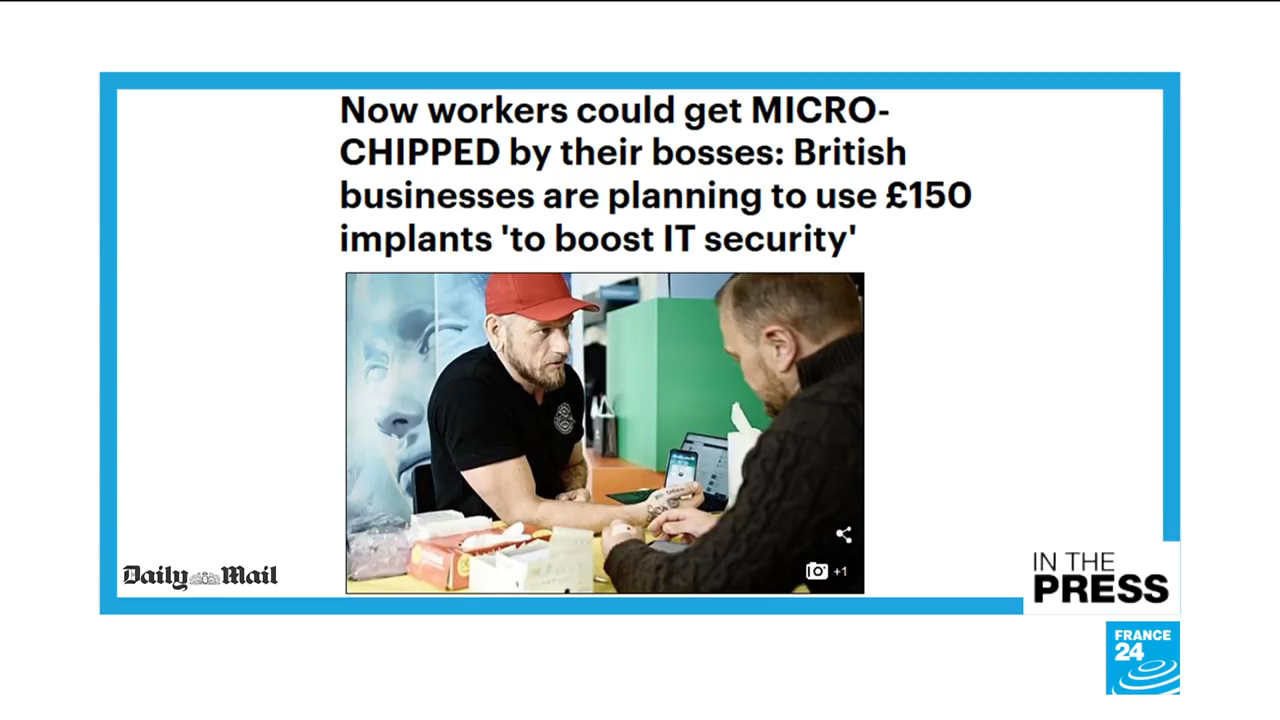 Now workers could get MICRO-
CHIPPED by their bosses: British
businesses are planning to use £150
implants 'to boost IT security'
+1
Daily Mail
IN THE
PRESS
FRANCE
24